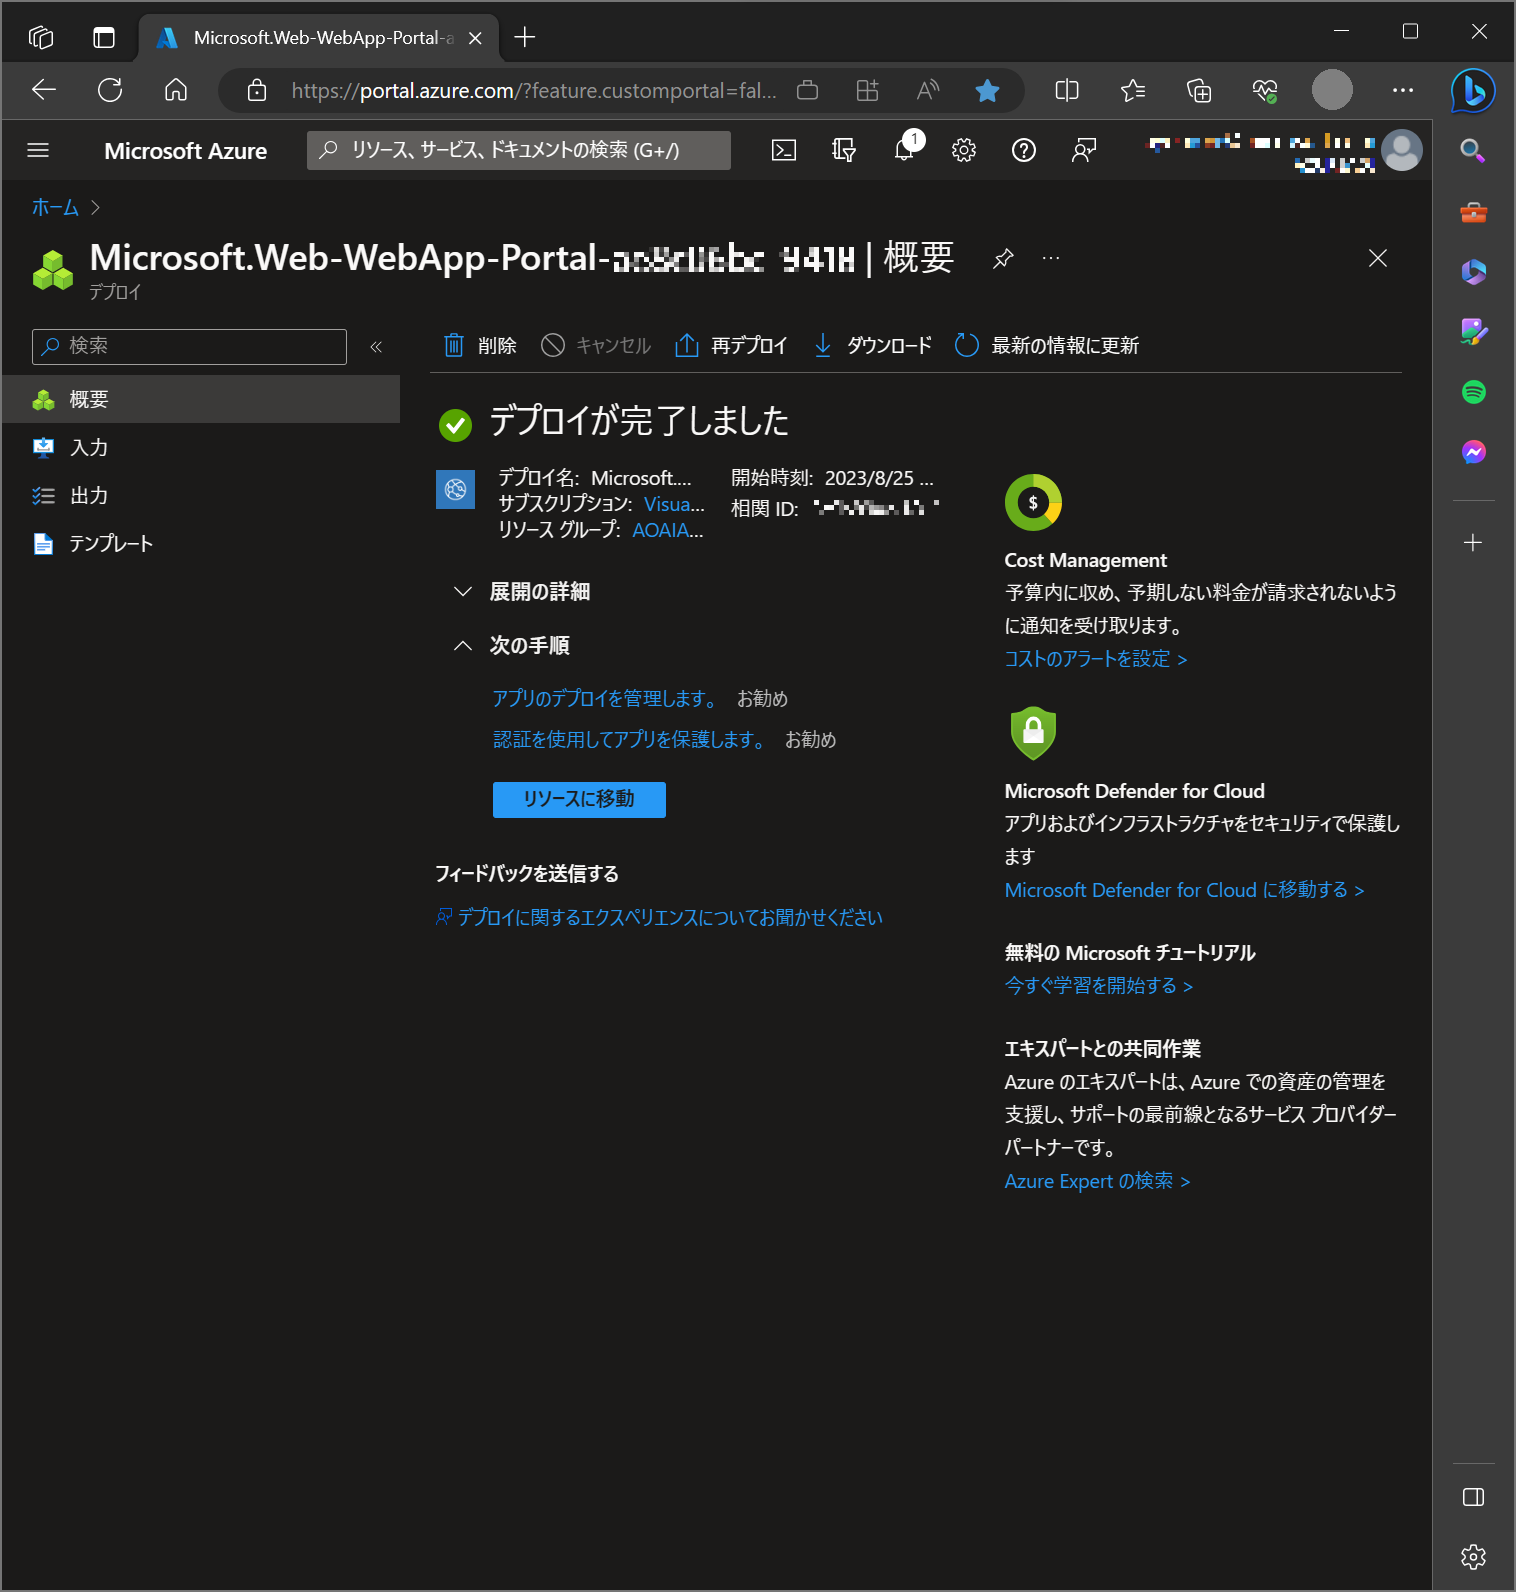 Microsoft.Web-WebApp-Portal-a
https://portal.azure.com/?feature.customportal=fal...
Microsoft Azure
リソース、サービス、ドキュメントの検索 (G+/)
1
ホーム
Microsoft.Web-WebApp-Portal- | 概要
デプロイ
検索
«
削除
キャンセル
再デプロイ
ダウンロード
最新の情報に更新
概要
入力
出力
テンプレート
デプロイが完了しました
デプロイ名: Microsoft....
サブスクリプション: Visua...
リソース グループ: AOAIA...
開始時刻: 2023/8/25 ...
相関 ID:
展開の詳細
次の手順
アプリのデプロイを管理します。 お勧め
認証を使用してアプリを保護します。 お勧め
リソースに移動
フィードバックを送信する
デプロイに関するエクスペリエンスについてお聞かせください
$
Cost Management
予算内に収め、予期しない料金が請求されないよう
に通知を受け取ります。
コストのアラートを設定 >
Microsoft Defender for Cloud
アプリおよびインフラストラクチャをセキュリティで保護し
ます
Microsoft Defender for Cloud に移動する >
無料の Microsoft チュートリアル
今すぐ学習を開始する >
エキスパートとの共同作業
Azure のエキスパートは、Azure での資産の管理を
支援し、サポートの最前線となるサービス プロバイダー
パートナーです。
Azure Expert の検索 >